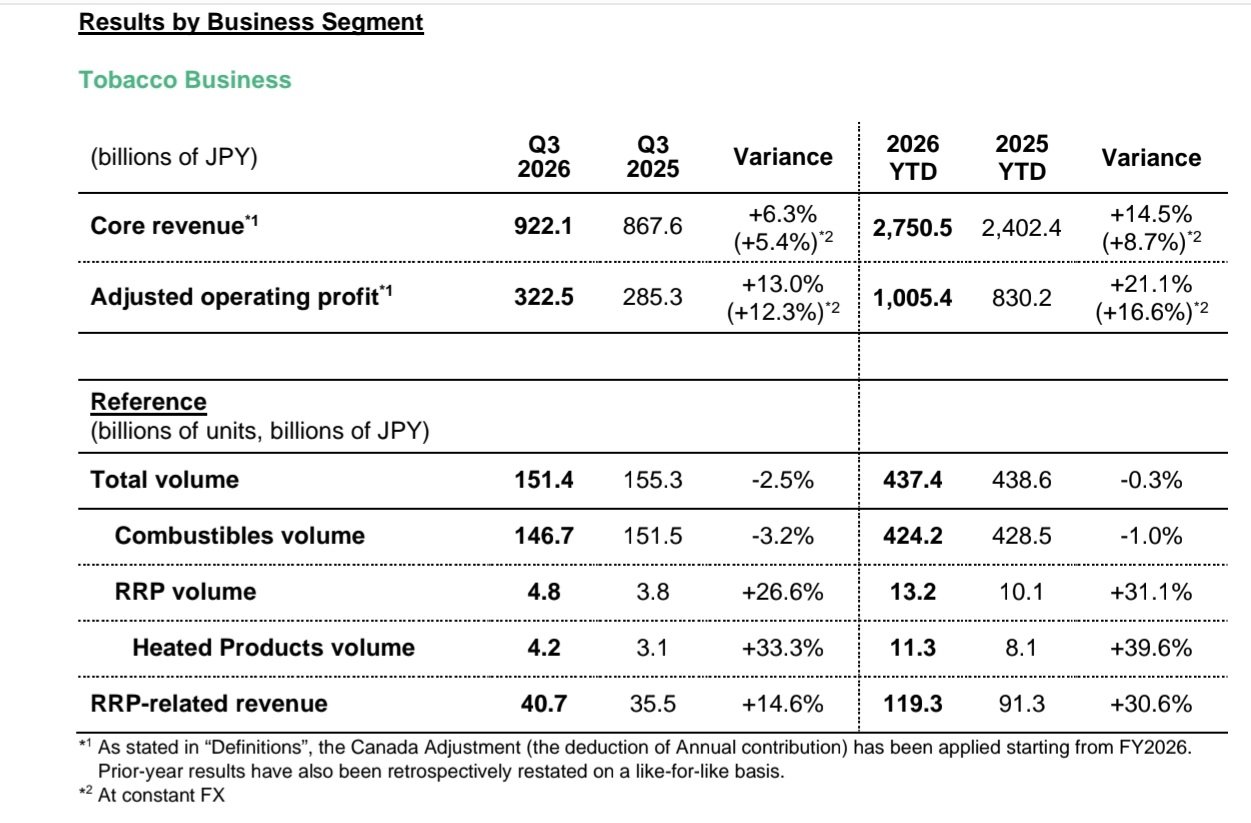 Results by Business Segment
Tobacco Business
(billions of JPY) Q3 2026 Q3 2025 Variance 2026 YTD 2025 YTD Variance
Core revenue*1 922.1 867.6 +6.3% (+5.4%)*2 2,750.5 2,402.4 +14.5% (+8.7%)*2
Adjusted operating profit*1 322.5 285.3 +13.0% (+12.3%)*2 1,005.4 830.2 +21.1% (+16.6%)*2
Reference
(billions of units, billions of JPY)
Total volume 151.4 155.3 -2.5% 437.4 438.6 -0.3%
Combustibles volume 146.7 151.5 -3.2% 424.2 428.5 -1.0%
RRP volume 4.8 3.8 +26.6% 13.2 10.1 +31.1%
Heated Products volume 4.2 3.1 +33.3% 11.3 8.1 +39.6%
RRP-related revenue 40.7 35.5 +14.6% 119.3 91.3 +30.6%
*1 As stated in “Definitions”, the Canada Adjustment (the deduction of Annual contribution) has been applied starting from FY2026.
Prior-year results have also been retrospectively restated on a like-for-like basis.
*2 At constant FX